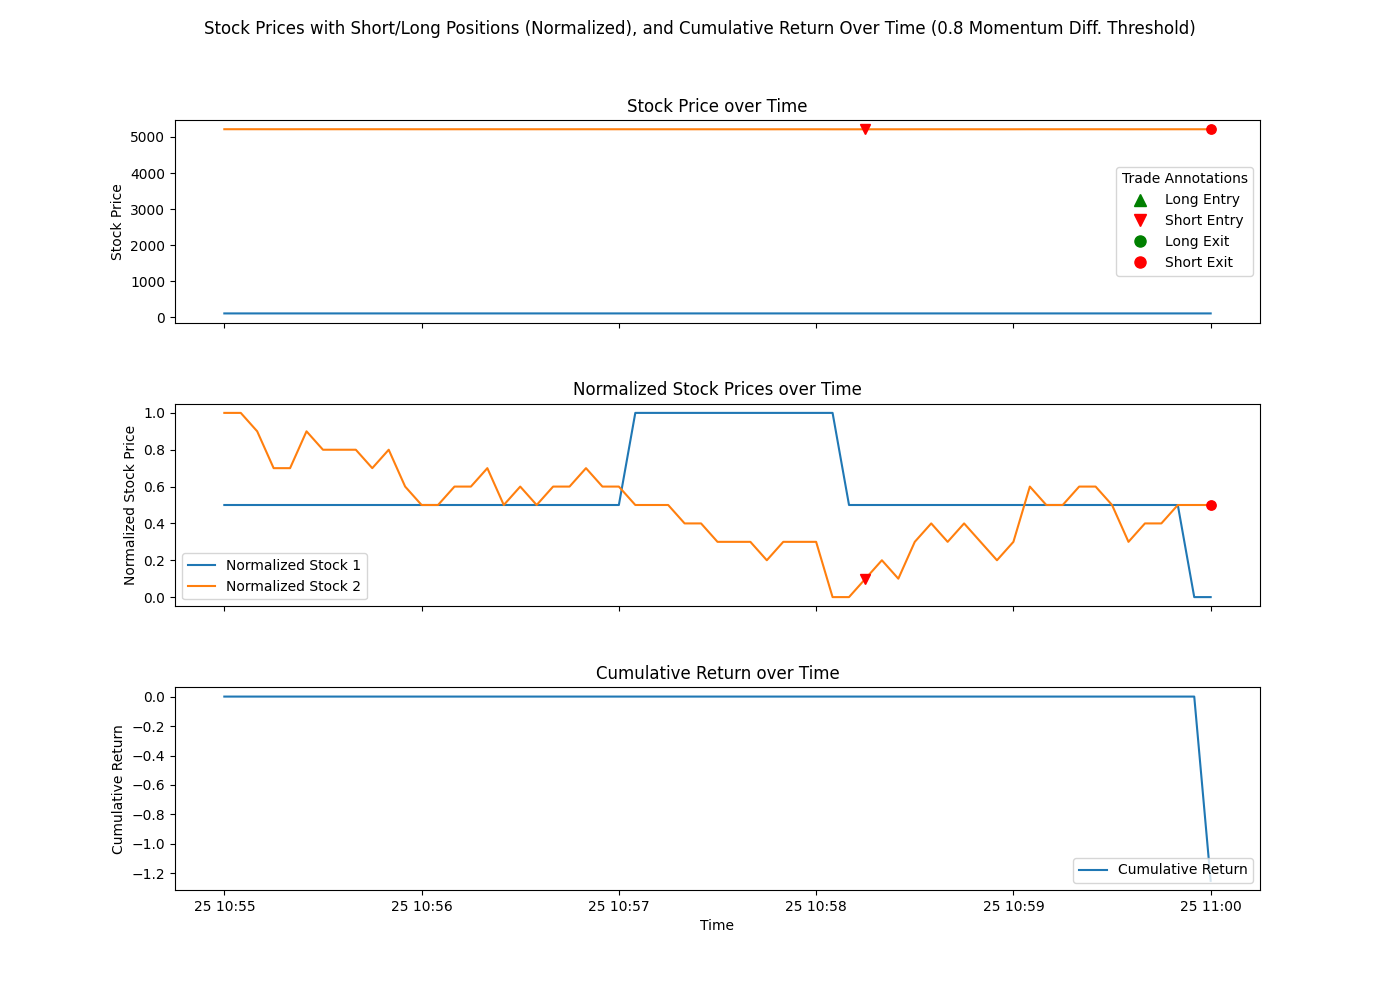 Stock Prices with Short/Long Positions (Normalized), and Cumulative Return Over Time (0.8 Momentum Diff. Threshold)
Stock Price over Time
Stock Price
5000
4000
3000
2000
1000
0
Trade Annotations
Long Entry
Short Entry
Long Exit
Short Exit
Normalized Stock Prices over Time
Normalized Stock Price
1.0
0.8
0.6
0.4
0.2
0.0
Normalized Stock 1
Normalized Stock 2
Cumulative Return over Time
Cumulative Return
0.0
−0.2
−0.4
−0.6
−0.8
−1.0
−1.2
Cumulative Return
25 10:55
25 10:56
25 10:57
25 10:58
25 10:59
25 11:00
Time